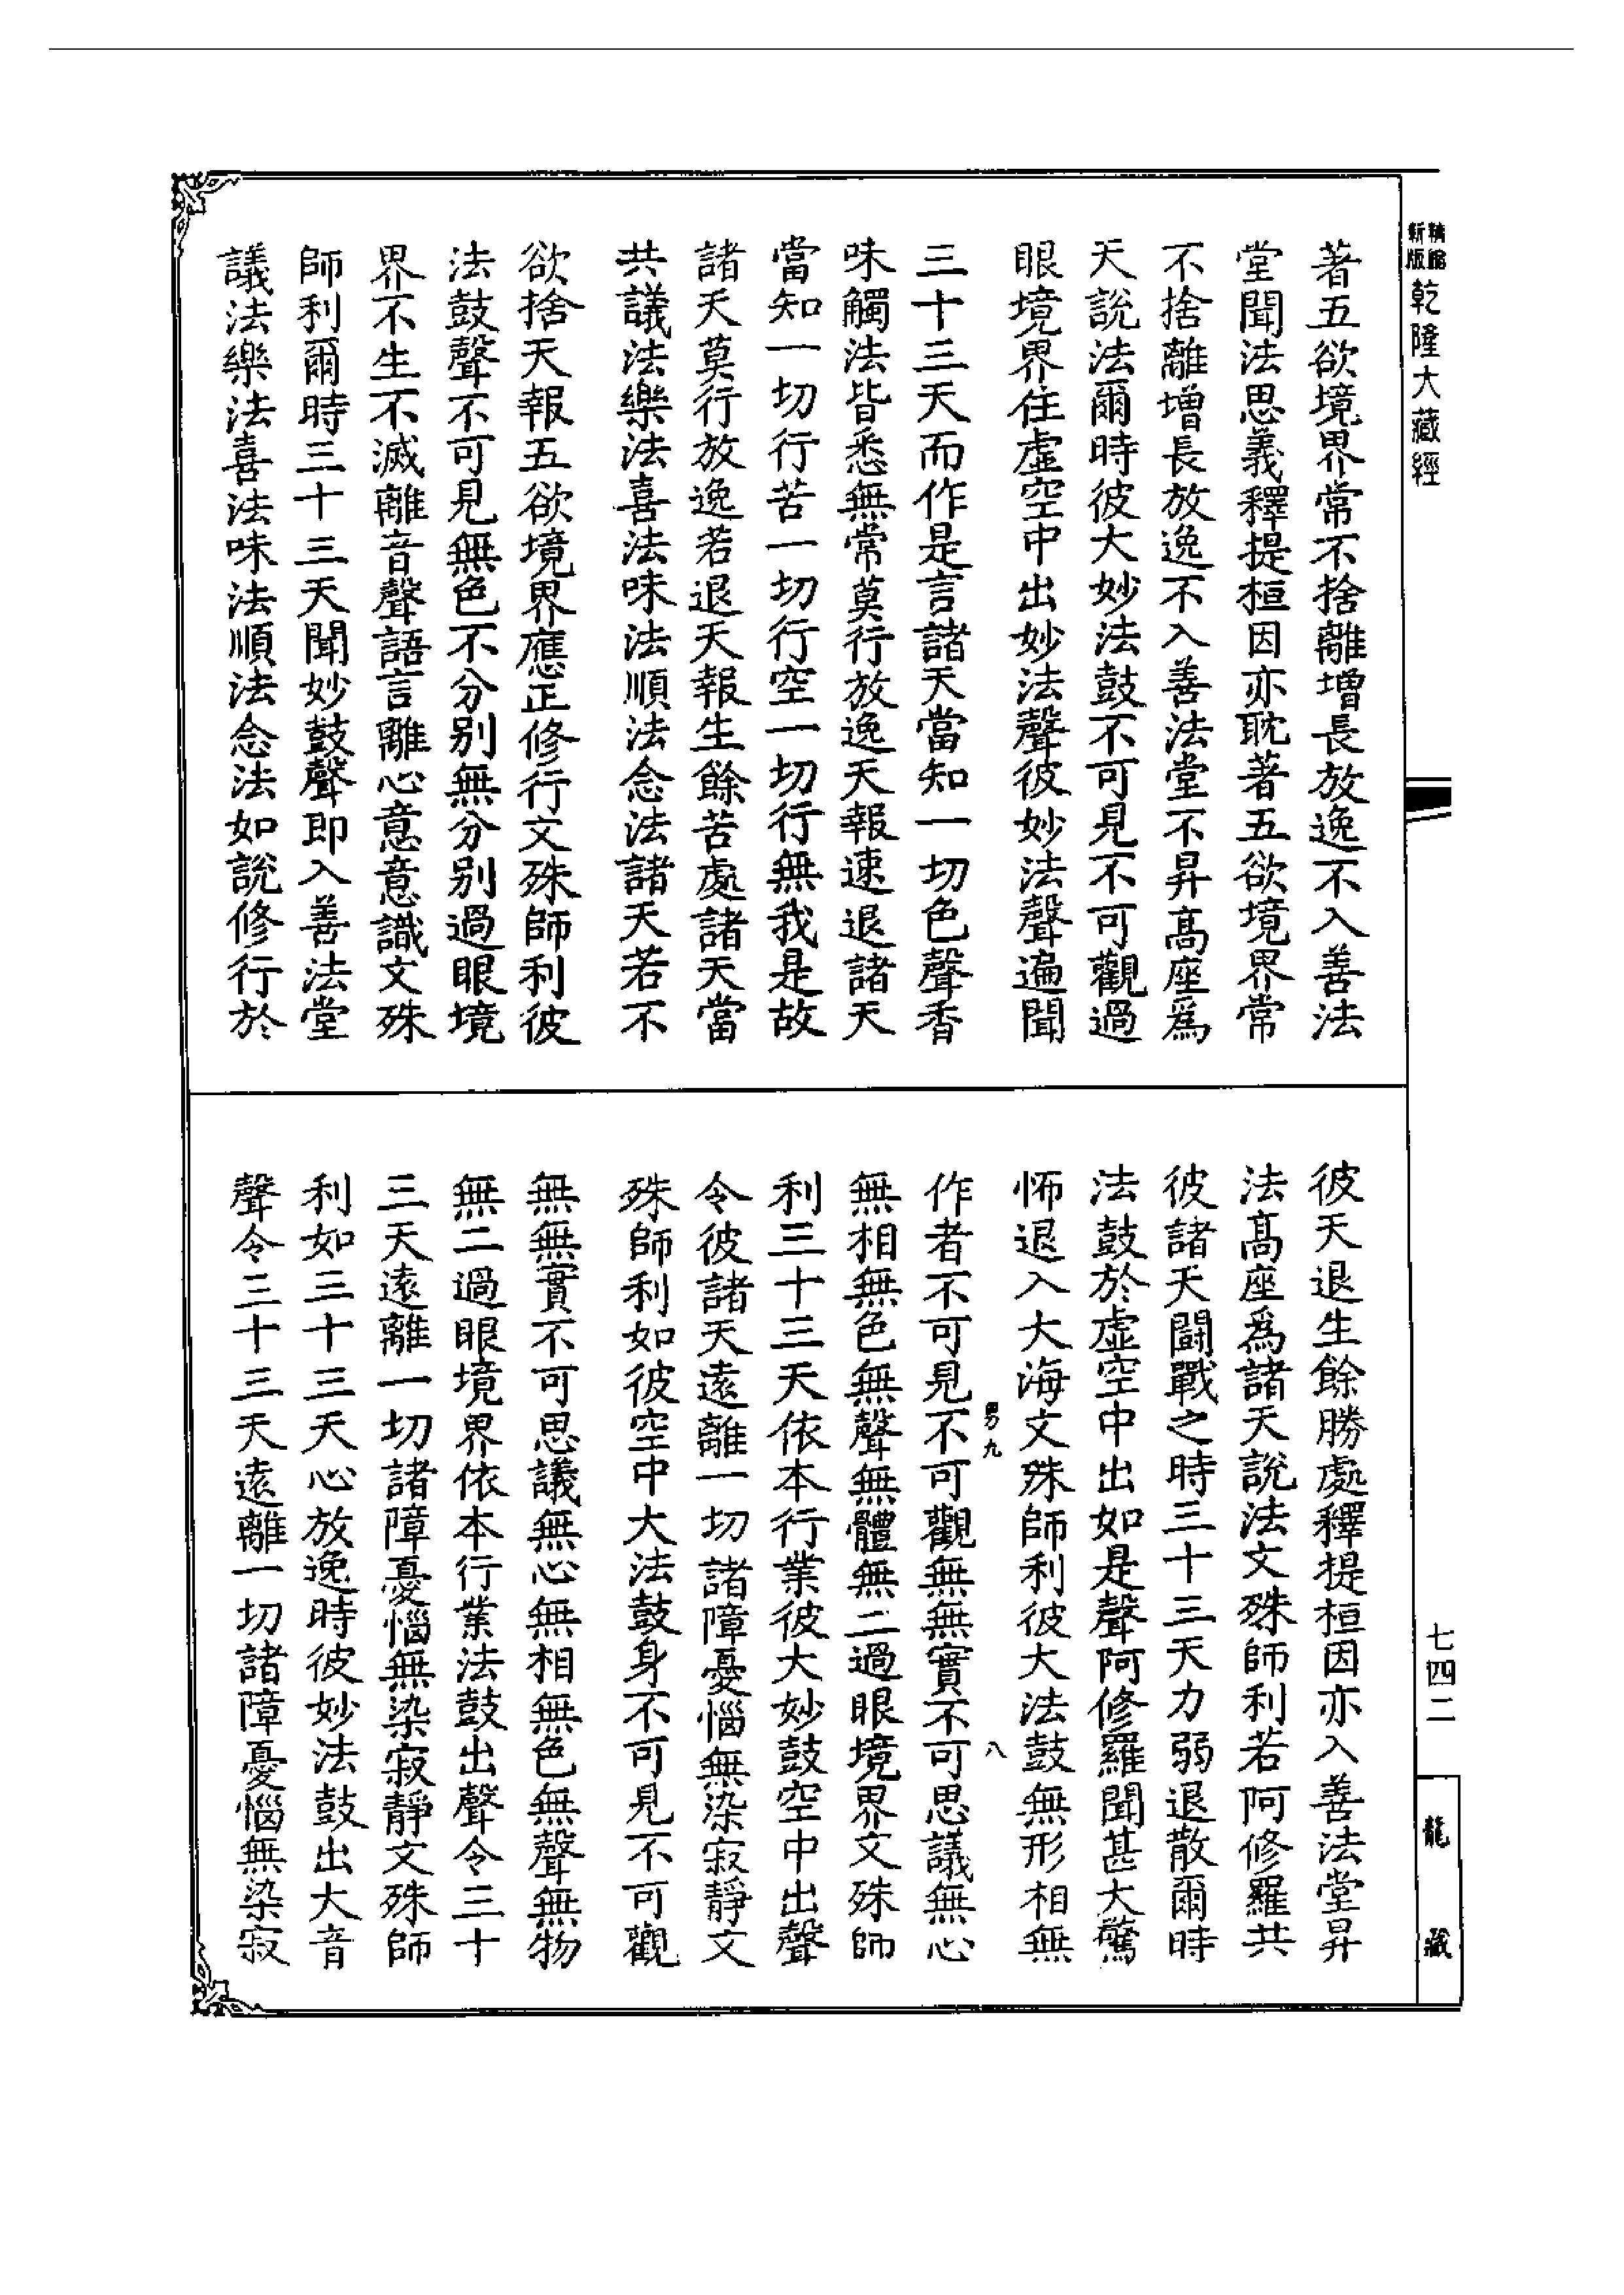 精縮新版乾隆大藏經
著五欲境界常不捨離增長放逸不入善法
堂聞法思義釋提桓因亦耽著五欲境界常
不捨離增長放逸不入善法堂不昇髙座爲
天說法爾時彼大妙法鼓不可見不可觀過
眼境界住虛空中出妙法聲彼妙法聲遍聞
三十三天而作是言諸天當知一切色聲香
味觸法皆悉無常莫行放逸天報速退諸天
當知一切行苦一切行空一切行無我是故
諸天莫行放逸若退天報生餘苦處諸天當
共議法樂法喜法味法順法念法諸天若不
欲捨天報五欲境界應正修行文殊師利彼
法鼓聲不可見無色不分别無分别過眼境
界不生不滅離音聲語言離心意意識文殊
師利爾時三十三天聞妙鼓聲即入善法堂
議法樂法喜法味法順法念法如說修行於
彼天退生餘勝處釋提桓因亦入善法堂昇
法髙座爲諸天說法文殊師利若阿修羅共
彼諸天鬪戰之時三十三天力弱退散爾時
法鼓於虛空中出如是聲阿修羅聞甚大驚
怖退入大海文殊師利彼大法鼓無形相無
作者不可見不可觀無無實不可思議無心
無相無色無聲無體無二過眼境界文殊師
利三十三天依本行業彼大妙鼓空中出聲
令彼諸天遠離一切諸障憂惱無染寂靜文
殊師利如彼空中大法鼓身不可見不可觀
無無實不可思議無心無相無色無聲無物
無二過眼境界依本行業法鼓出聲令三十
三天遠離一切諸障憂惱無染寂靜文殊師
利如三十三天心放逸時彼妙法鼓出大音
聲令三十三天遠離一切諸障憂惱無染寂
男九
八
七四二
龍藏